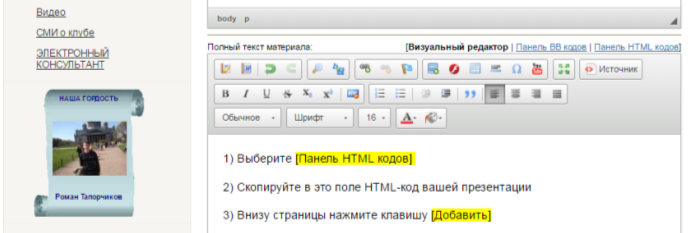 Видео
СМИ о клубе
ЭЛЕКТРОННЫЙ
КОНСУЛЬТАНТ
НАША ГОРДОСТЬ
Роман Тапорчиков
body p
Полный текст материала: [Визуальный редактор | Панель BB кодов | Панель HTML кодов]
Источник
B I U S X₂ X²
Обычное Шрифт 16 A
1) Выберите [Панель HTML кодов]
2) Скопируйте в это поле HTML-код вашей презентации
3) Внизу страницы нажмите клавишу [Добавить]